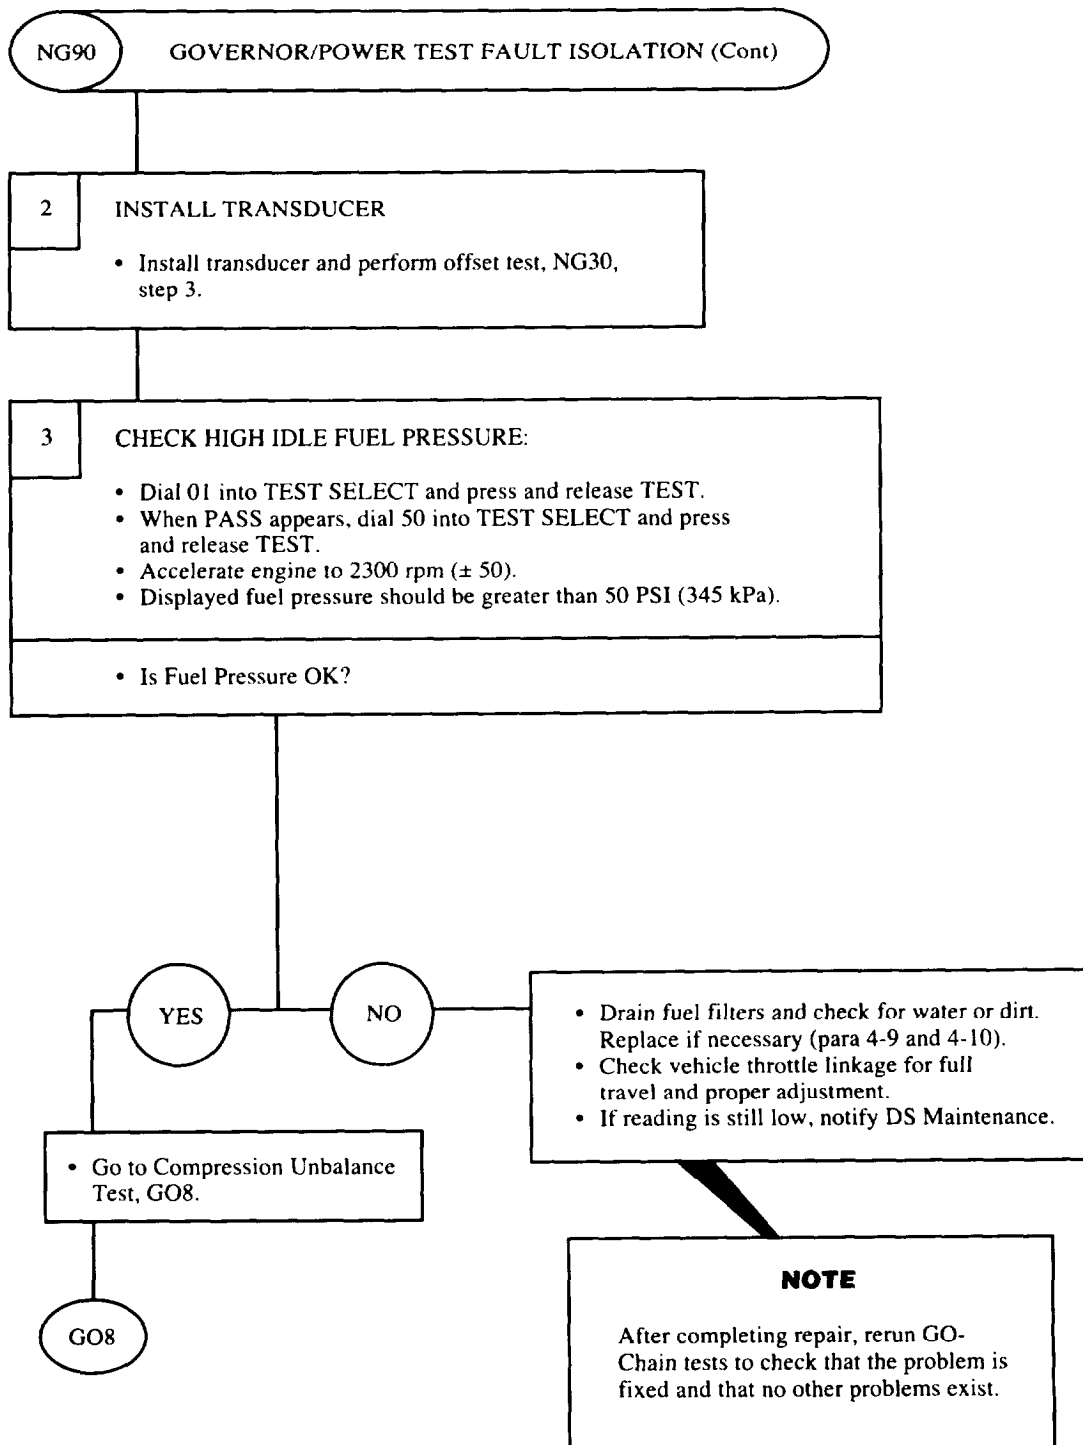 NG90
GOVERNOR/POWER TEST FAULT ISOLATION (Cont)
2
INSTALL TRANSDUCER
• Install transducer and perform offset test, NG30,
step 3.
3
CHECK HIGH IDLE FUEL PRESSURE:
• Dial 01 into TEST SELECT and press and release TEST.
• When PASS appears, dial 50 into TEST SELECT and press
and release TEST.
• Accelerate engine to 2300 rpm (± 50).
• Displayed fuel pressure should be greater than 50 PSI (345 kPa).
• Is Fuel Pressure OK?
YES
NO
• Drain fuel filters and check for water or dirt.
Replace if necessary (para 4-9 and 4-10).
• Check vehicle throttle linkage for full
travel and proper adjustment.
• If reading is still low, notify DS Maintenance.
• Go to Compression Unbalance
Test, GO8.
GO8
NOTE
After completing repair, rerun GO-
Chain tests to check that the problem is
fixed and that no other problems exist.